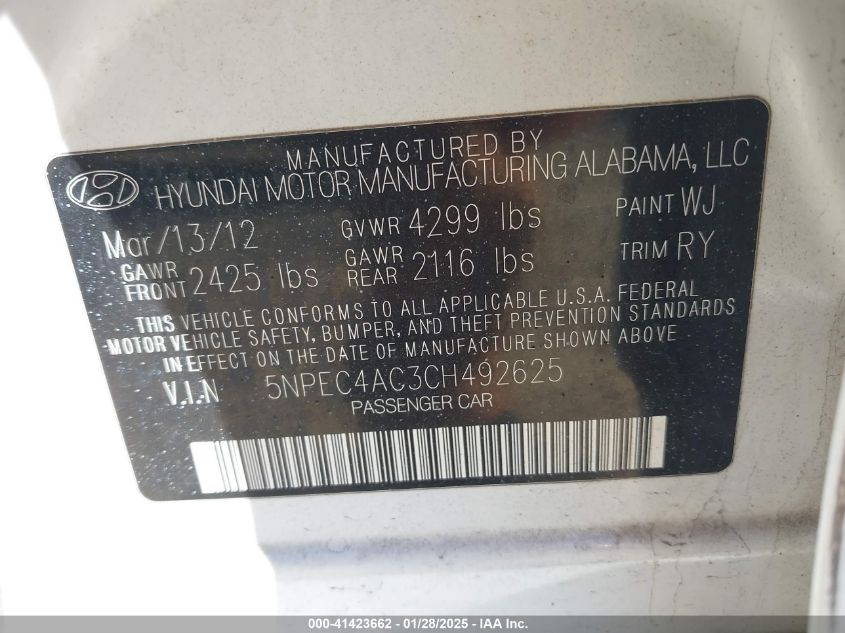 MANUFACTURED BY
HYUNDAI MOTOR MANUFACTURING ALABAMA, LLC
Mar/13/12 GVWR 4299 lbs PAINT WJ
GAWR FRONT 2425 lbs GAWR REAR 2116 lbs TRIM RY
THIS VEHICLE CONFORMS TO ALL APPLICABLE U.S.A. FEDERAL
MOTOR VEHICLE SAFETY, BUMPER, AND THEFT PREVENTION STANDARDS
IN EFFECT ON THE DATE OF MANUFACTURE SHOWN ABOVE
V.I.N 5NPEC4AC3CH492625
PASSENGER CAR
000-41423662 - 01/28/2025 - IAA Inc.